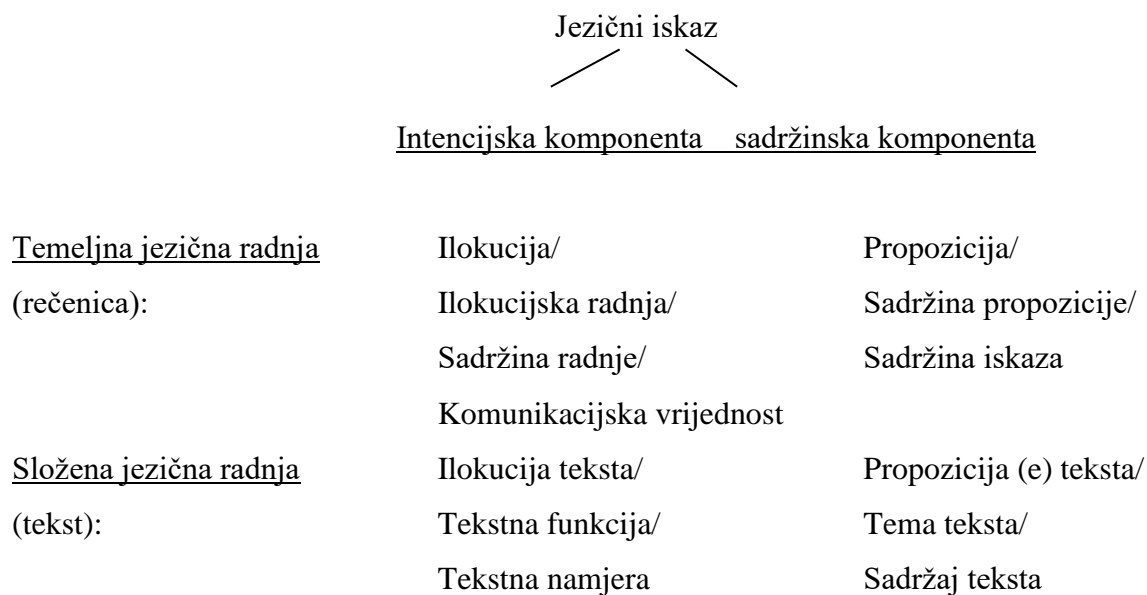 Jezični iskaz
Intencijska komponenta sadržinska komponenta
Temeljna jezična radnja Ilokucija/ Propozicija/
(rečenica): Ilokucijska radnja/ Sadržina propozicije/
Sadržina radnje/ Sadržina iskaza
Komunikacijska vrijednost
Složena jezična radnja Ilokucija teksta/ Propozicija (e) teksta/
(tekst): Tekstna funkcija/ Tema teksta/
Tekstna namjera Sadržaj teksta